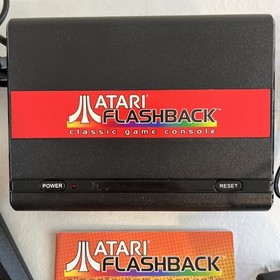 ATARI®
FLASHBACK™
classic game console
POWER
RESET
ATARI
FLASHBACK